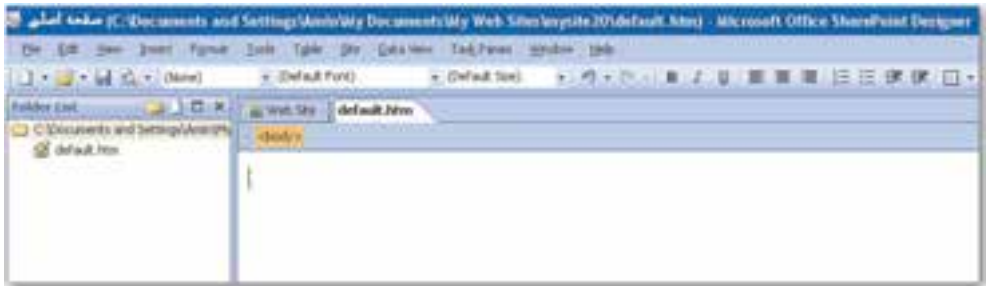 صفحه اصلی (C:\Documents and Settings\Amin\My Documents\My Web Sites\mysite20\default.htm) - Microsoft Office SharePoint Designer
File Edit View Insert Format Tools Table Site Data View Task Panes Window Help
(None) (Default Font) (Default Size) B I U
Folder List Web Site default.htm
C:\Documents and Settings\Amin\My <body>
default.htm